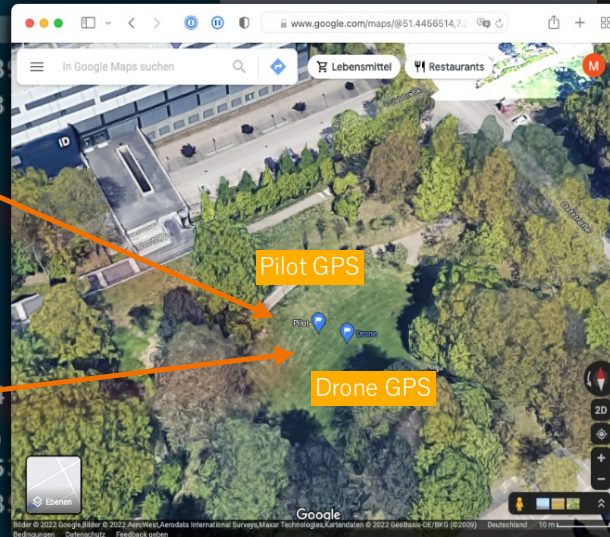 www.google.com/maps/@51.4456514,7.2
In Google Maps suchen
Lebensmittel
Restaurants
M
ID
Pilot GPS
Pilot
Drone
Drone GPS
2D
Ebenen
Google
Bilder © 2022 Google, Bilder © 2022 AeroWest, Aerodata International Surveys, Maxar Technologies, Kartendaten © 2022 GeoBasis-DE/BKG (©2009) Deutschland 10 m
Bedingungen Datenschutz Feedback geben